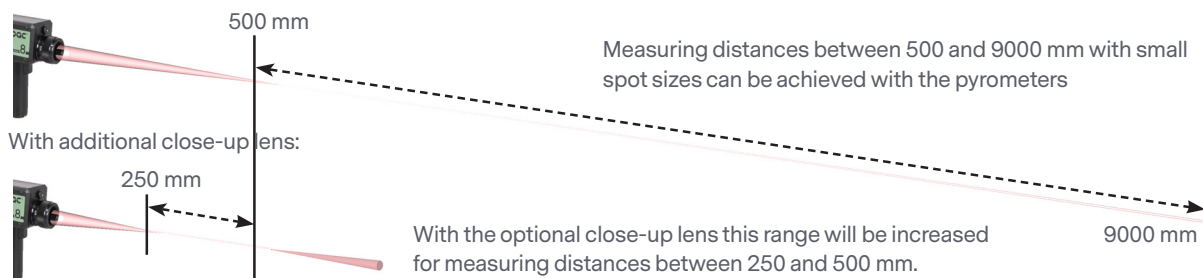 500 mm
Measuring distances between 500 and 9000 mm with small
spot sizes can be achieved with the pyrometers
With additional close-up lens:
250 mm
With the optional close-up lens this range will be increased
for measuring distances between 250 and 500 mm.
9000 mm